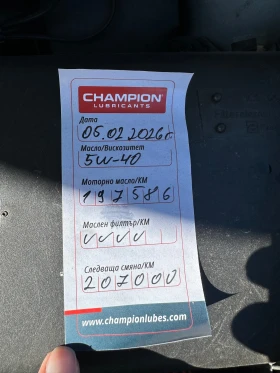 CHAMPION
LUBRICANTS
Дата
05.02.2026г.
Масло/Вискозитет
5W-40
Моторно масло/КМ
197586
Маслен филтър/КМ
✓✓✓✓
Следваща смяна/КМ
207000
www.championlubes.com